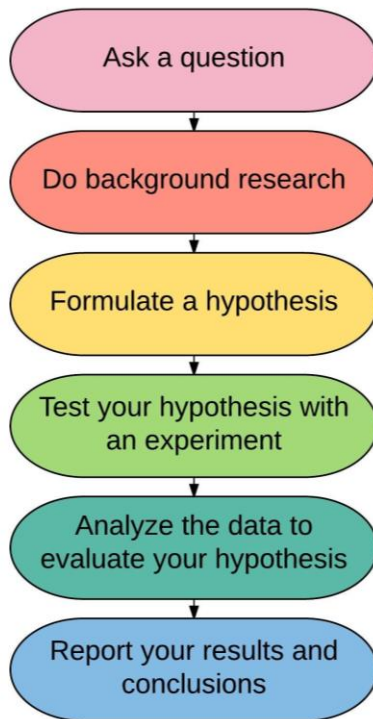 Ask a question
Do background research
Formulate a hypothesis
Test your hypothesis with
an experiment
Analyze the data to
evaluate your hypothesis
Report your results and
conclusions